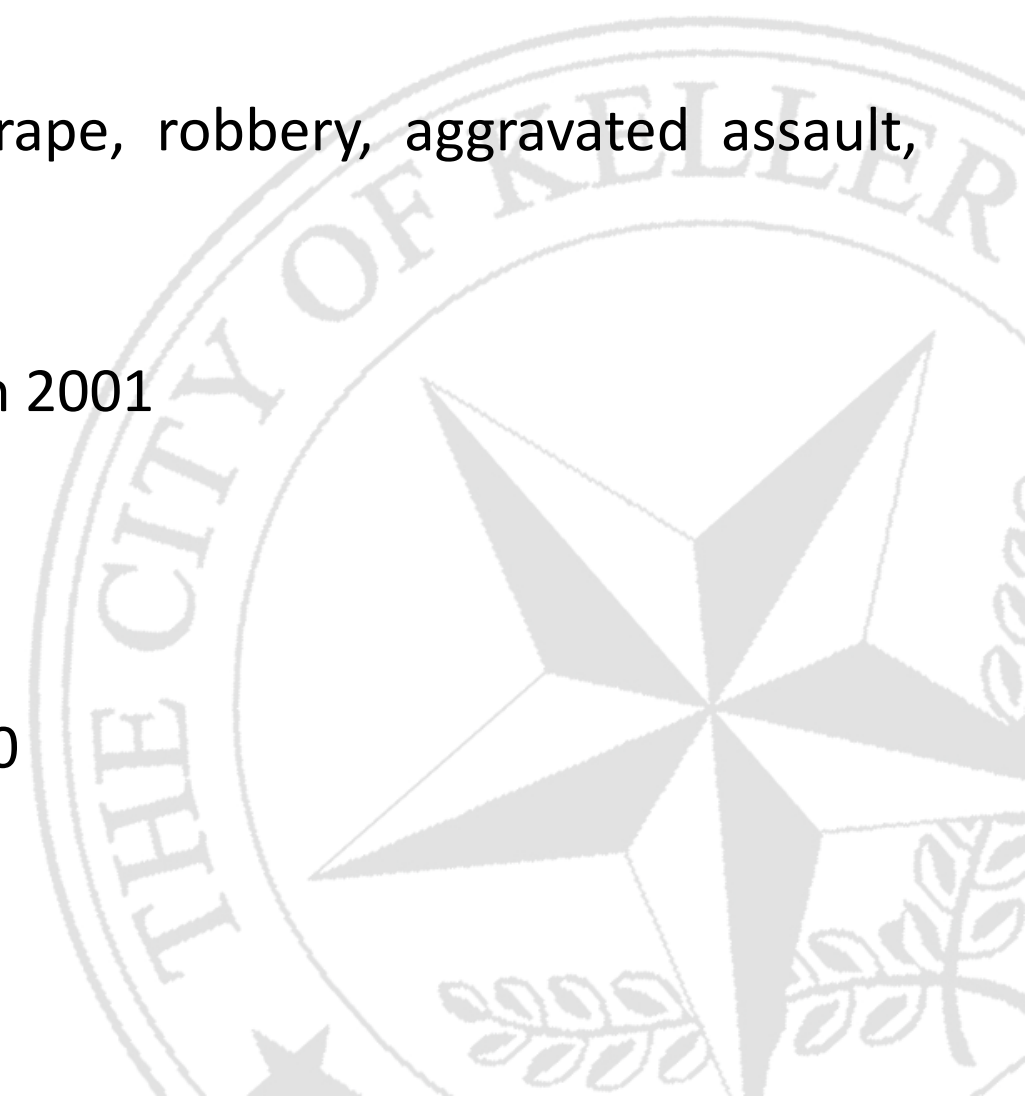 THE CITY OF KELLER
rape, robbery, aggravated assault,
2001
0